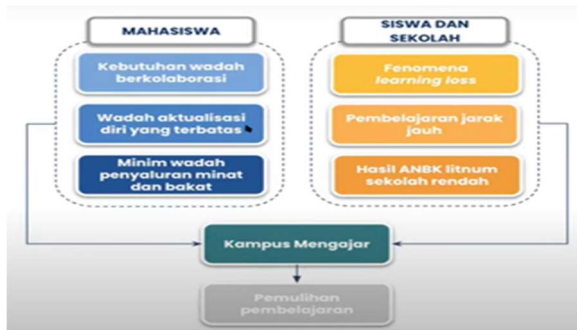 MAHASISWA
Kebutuhan wadah
berkolaborasi
Wadah aktualisasi
diri yang terbatas
Minim wadah
penyaluran minat
dan bakat
SISWA DAN
SEKOLAH
Fenomena
learning loss
Pembelajaran jarak
jauh
Hasil ANBK litnum
sekolah rendah
Kampus Mengajar
Pemulihan
pembelajaran